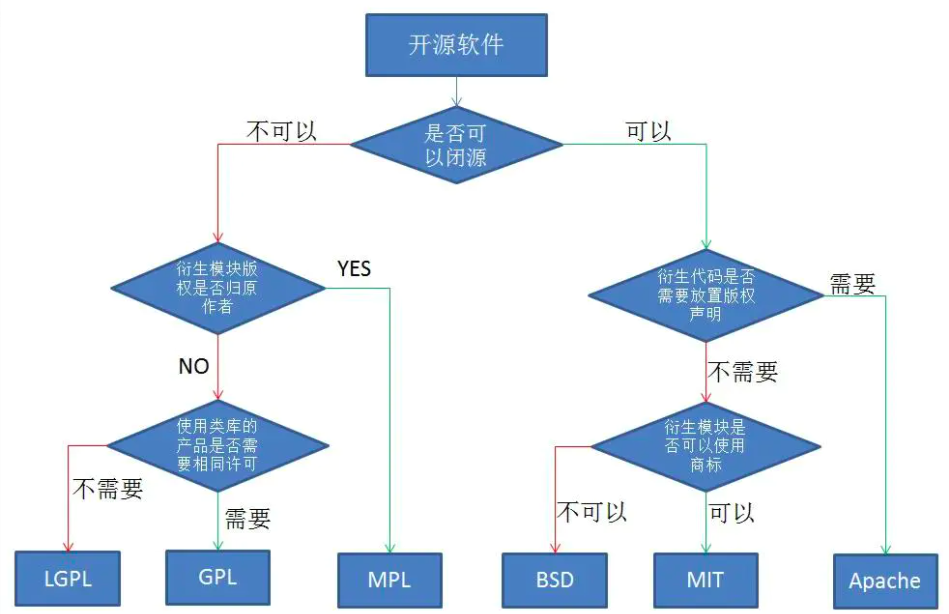 开源软件
不可以
是否可
以闭源
可以
衍生模块版
权是否归原
作者
YES
衍生代码是否
需要放置版权
声明
需要
NO
不需要
使用类库的
产品是否需
要相同许可
衍生模块是
否可以使用
商标
不需要
需要
不可以
可以
LGPL
GPL
MPL
BSD
MIT
Apache